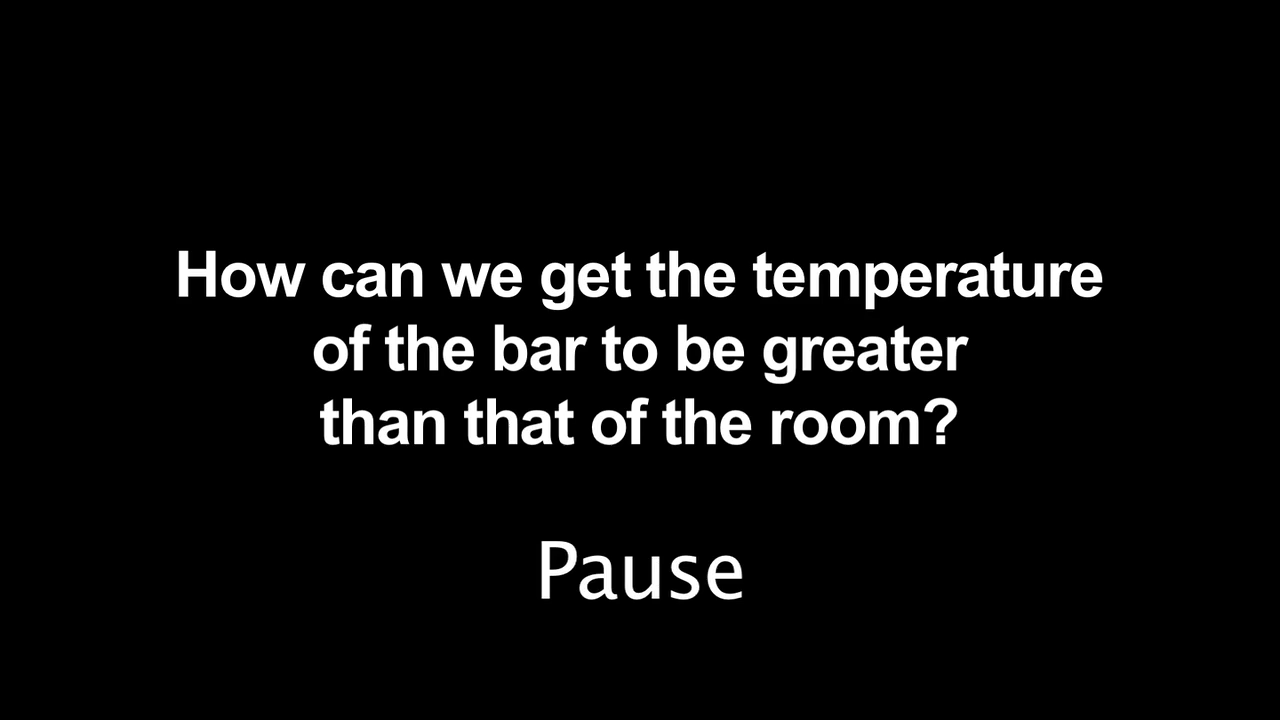 How can we get the temperature
of the bar to be greater
than that of the room?
Pause